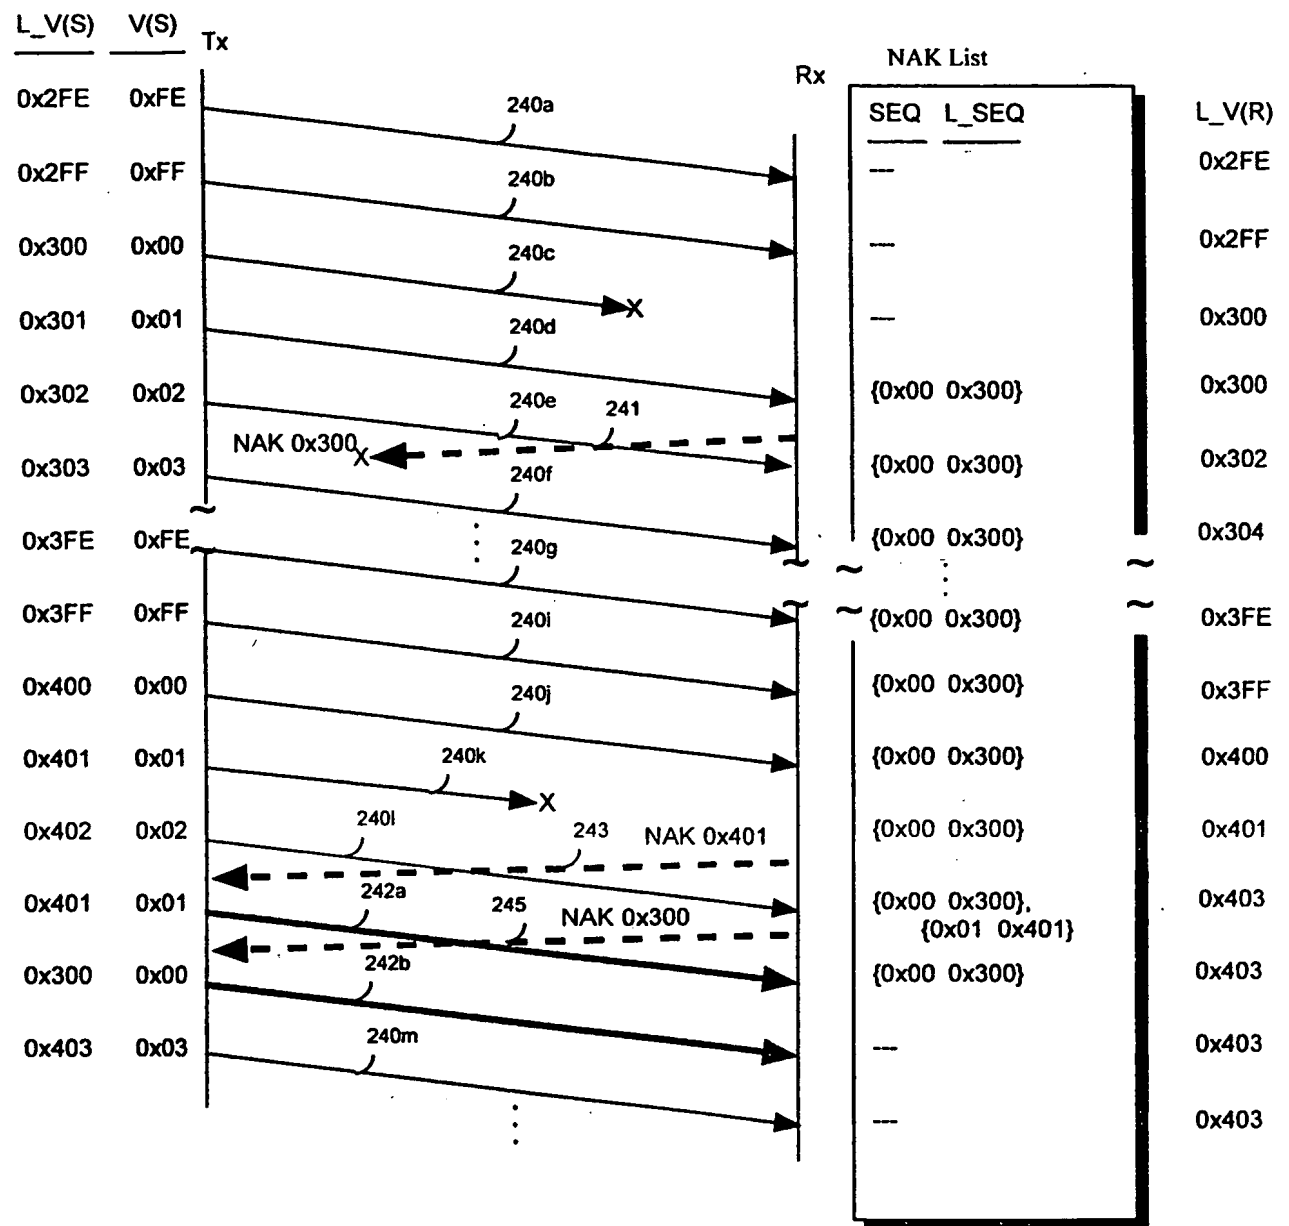 L_V(S) V(S) Tx
NAK List
Rx
SEQ L_SEQ L_V(R)
0x2FE 0xFE 240a
--- 0x2FE
0x2FF 0xFF 240b
--- 0x2FF
0x300 0x00 240c
X
--- 0x300
0x301 0x01 240d
{0x00 0x300} 0x300
0x302 0x02 240e 241
NAK 0x300 X
{0x00 0x300} 0x302
0x303 0x03 240f
{0x00 0x300} 0x304
0x3FE 0xFE 240g
{0x00 0x300} 0x3FE
0x3FF 0xFF 240i
{0x00 0x300} 0x3FF
0x400 0x00 240j
{0x00 0x300} 0x400
0x401 0x01 240k
X
{0x00 0x300} 0x401
0x402 0x02 240l 243 NAK 0x401
{0x00 0x300}, 0x403
{0x01 0x401}
0x401 0x01 242a 245 NAK 0x300
{0x00 0x300} 0x403
0x300 0x00 242b
--- 0x403
0x403 0x03 240m
--- 0x403